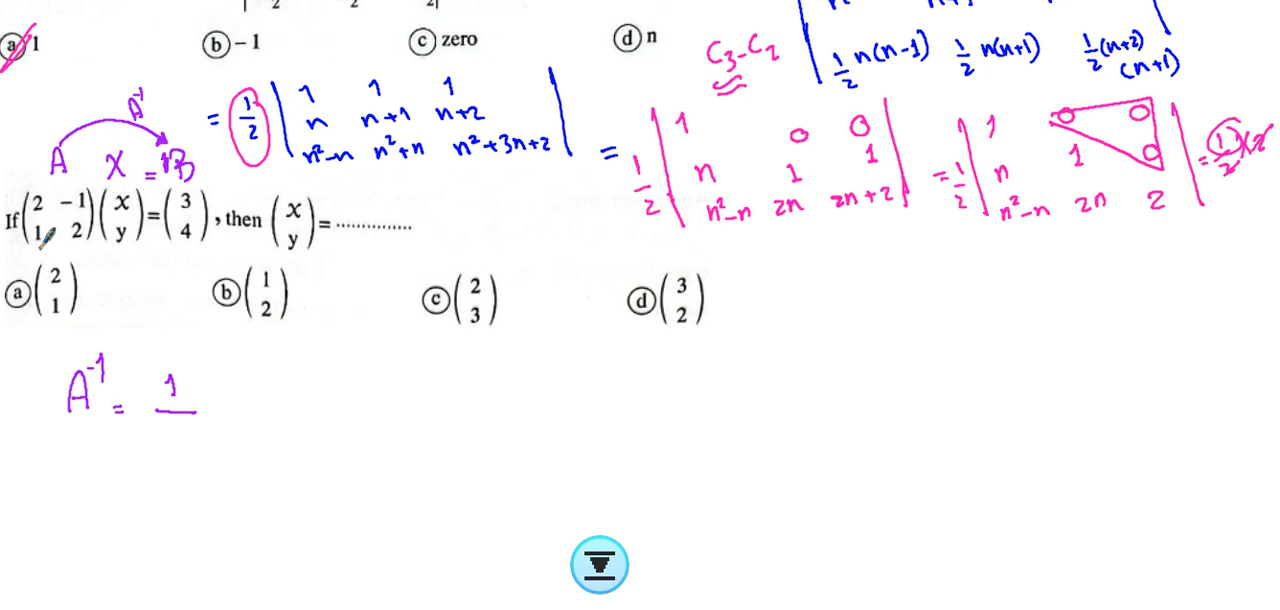 (a) 1 (b) – 1 (c) zero (d) n
C₃-C₂
½n(n-1) ½n(n+1) ½(n+2)(n+1)
= ½ | 1 1 1
n n+1 n+2
n²-n n²+n n²+3n+2 |
= ½ | 1 0 0
n 1 1
n²-n 2n 2n+2 |
= ½ | 1 0 0
n 1 0
n²-n 2n 2 | = ½ (1)(2
A⁻¹
A X = B
If (2 –1 ; 1 2) (x ; y) = (3 ; 4) , then (x ; y) = ...............
(a) (2 ; 1) (b) (1 ; 2) (c) (2 ; 3) (d) (3 ; 2)
A⁻¹ = 1